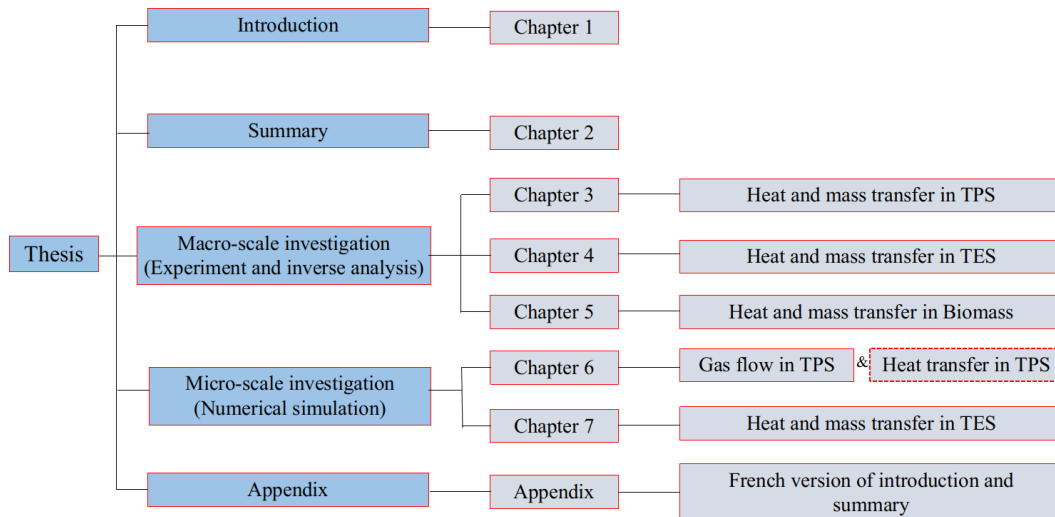 Introduction
Chapter 1
Summary
Chapter 2
Thesis
Macro-scale investigation
(Experiment and inverse analysis)
Chapter 3
Heat and mass transfer in TPS
Chapter 4
Heat and mass transfer in TES
Chapter 5
Heat and mass transfer in Biomass
Micro-scale investigation
(Numerical simulation)
Chapter 6
Gas flow in TPS
&
Heat transfer in TPS
Chapter 7
Heat and mass transfer in TES
Appendix
Appendix
French version of introduction and
summary